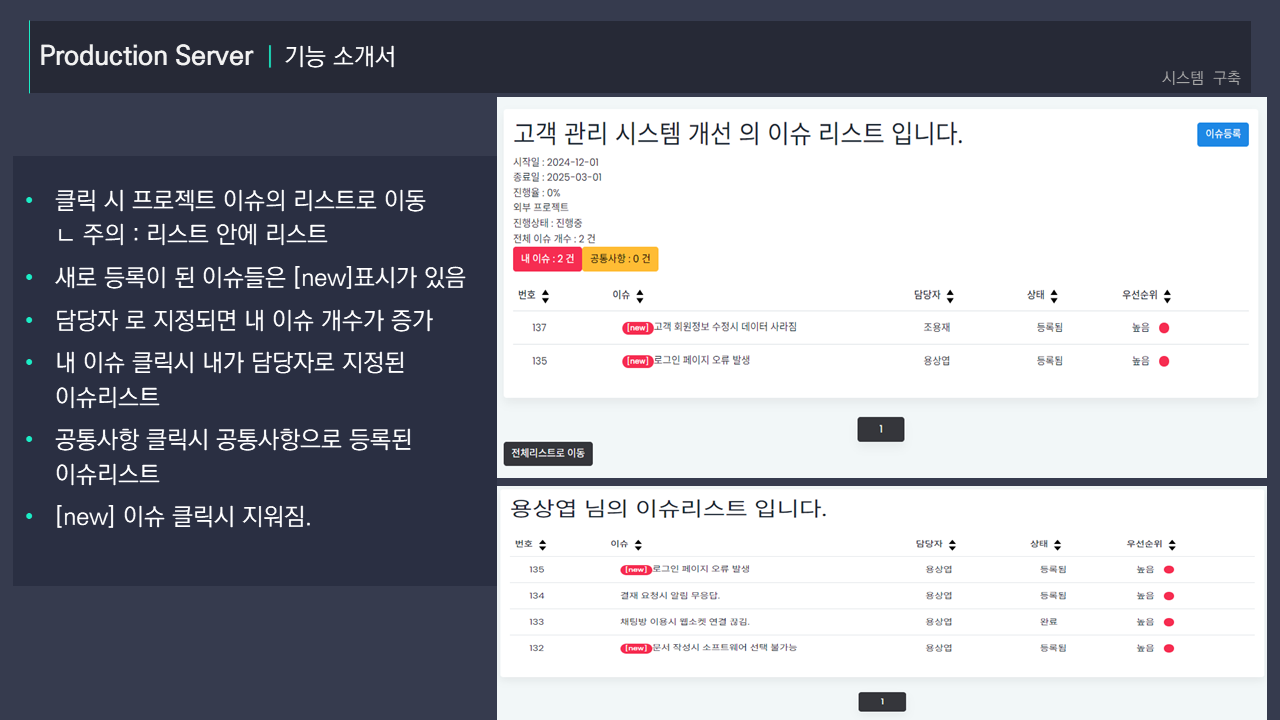 Production Server | 기능 소개서
시스템 구축
• 클릭 시 프로젝트 이슈의 리스트로 이동
ㄴ 주의 : 리스트 안에 리스트
• 새로 등록이 된 이슈들은 [new]표시가 있음
• 담당자 로 지정되면 내 이슈 개수가 증가
• 내 이슈 클릭시 내가 담당자로 지정된
이슈리스트
• 공통사항 클릭시 공통사항으로 등록된
이슈리스트
• [new] 이슈 클릭시 지워짐.
고객 관리 시스템 개선 의 이슈 리스트 입니다.
이슈등록
시작일 : 2024-12-01
종료일 : 2025-03-01
진행율 : 0%
외부 프로젝트
진행상태 : 진행중
전체 이슈 개수 : 2 건
내 이슈 : 2 건 공통사항 : 0 건
번호 이슈 담당자 상태 우선순위
137 [new] 고객 회원정보 수정시 데이터 사라짐 조용재 등록됨 높음
135 [new] 로그인 페이지 오류 발생 용상엽 등록됨 높음
1
전체리스트로 이동
용상엽 님의 이슈리스트 입니다.
번호 이슈 담당자 상태 우선순위
135 [new] 로그인 페이지 오류 발생 용상엽 등록됨 높음
134 결재 요청시 알림 무응답. 용상엽 등록됨 높음
133 채팅방 이용시 웹소켓 연결 끊김. 용상엽 완료 높음
132 [new] 문서 작성시 소프트웨어 선택 불가능 용상엽 등록됨 높음
1